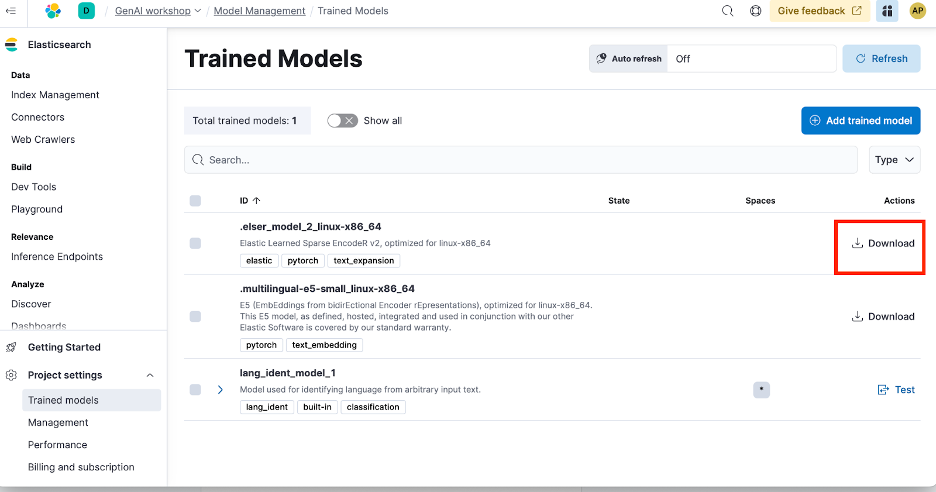 D / GenAI workshop / Model Management / Trained Models Give feedback AP
Elasticsearch
Data
Index Management
Connectors
Web Crawlers
Build
Dev Tools
Playground
Relevance
Inference Endpoints
Analyze
Discover
Dashboards
Getting Started
Project settings
Trained models
Management
Performance
Billing and subscription
Trained Models
Auto refresh Off Refresh
Total trained models: 1 Show all Add trained model
Search... Type
ID State Spaces Actions
.elser_model_2_linux-x86_64
Elastic Learned Sparse EncodeR v2, optimized for linux-x86_64
elastic pytorch text_expansion
Download
.multilingual-e5-small_linux-x86_64
E5 (EmbEddings from bidirEctional Encoder rEpresentations), optimized for linux-x86_64.
This E5 model, as defined, hosted, integrated and used in conjunction with our other
Elastic Software is covered by our standard warranty.
pytorch text_embedding
Download
lang_ident_model_1
Model used for identifying language from arbitrary input text.
lang_ident built-in classification
* Test